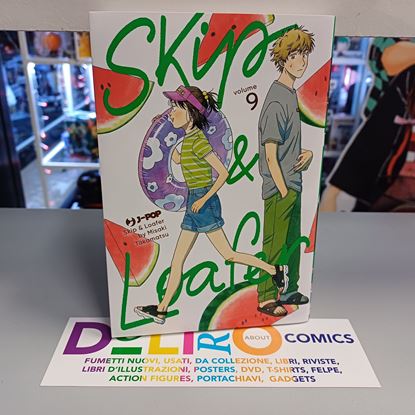 Skip
volume
9
&
Loafer
J-POP
Skip & Loafer
by Misaki
Takamatsu
DELIRO ABOUT COMICS
FUMETTI NUOVI, USATI, DA COLLEZIONE, LIBRI, RIVISTE,
LIBRI D'ILLUSTRAZIONI, POSTERS, DVD, T-SHIRTS, FELPE,
ACTION FIGURES, PORTACHIAVI, GADGETS